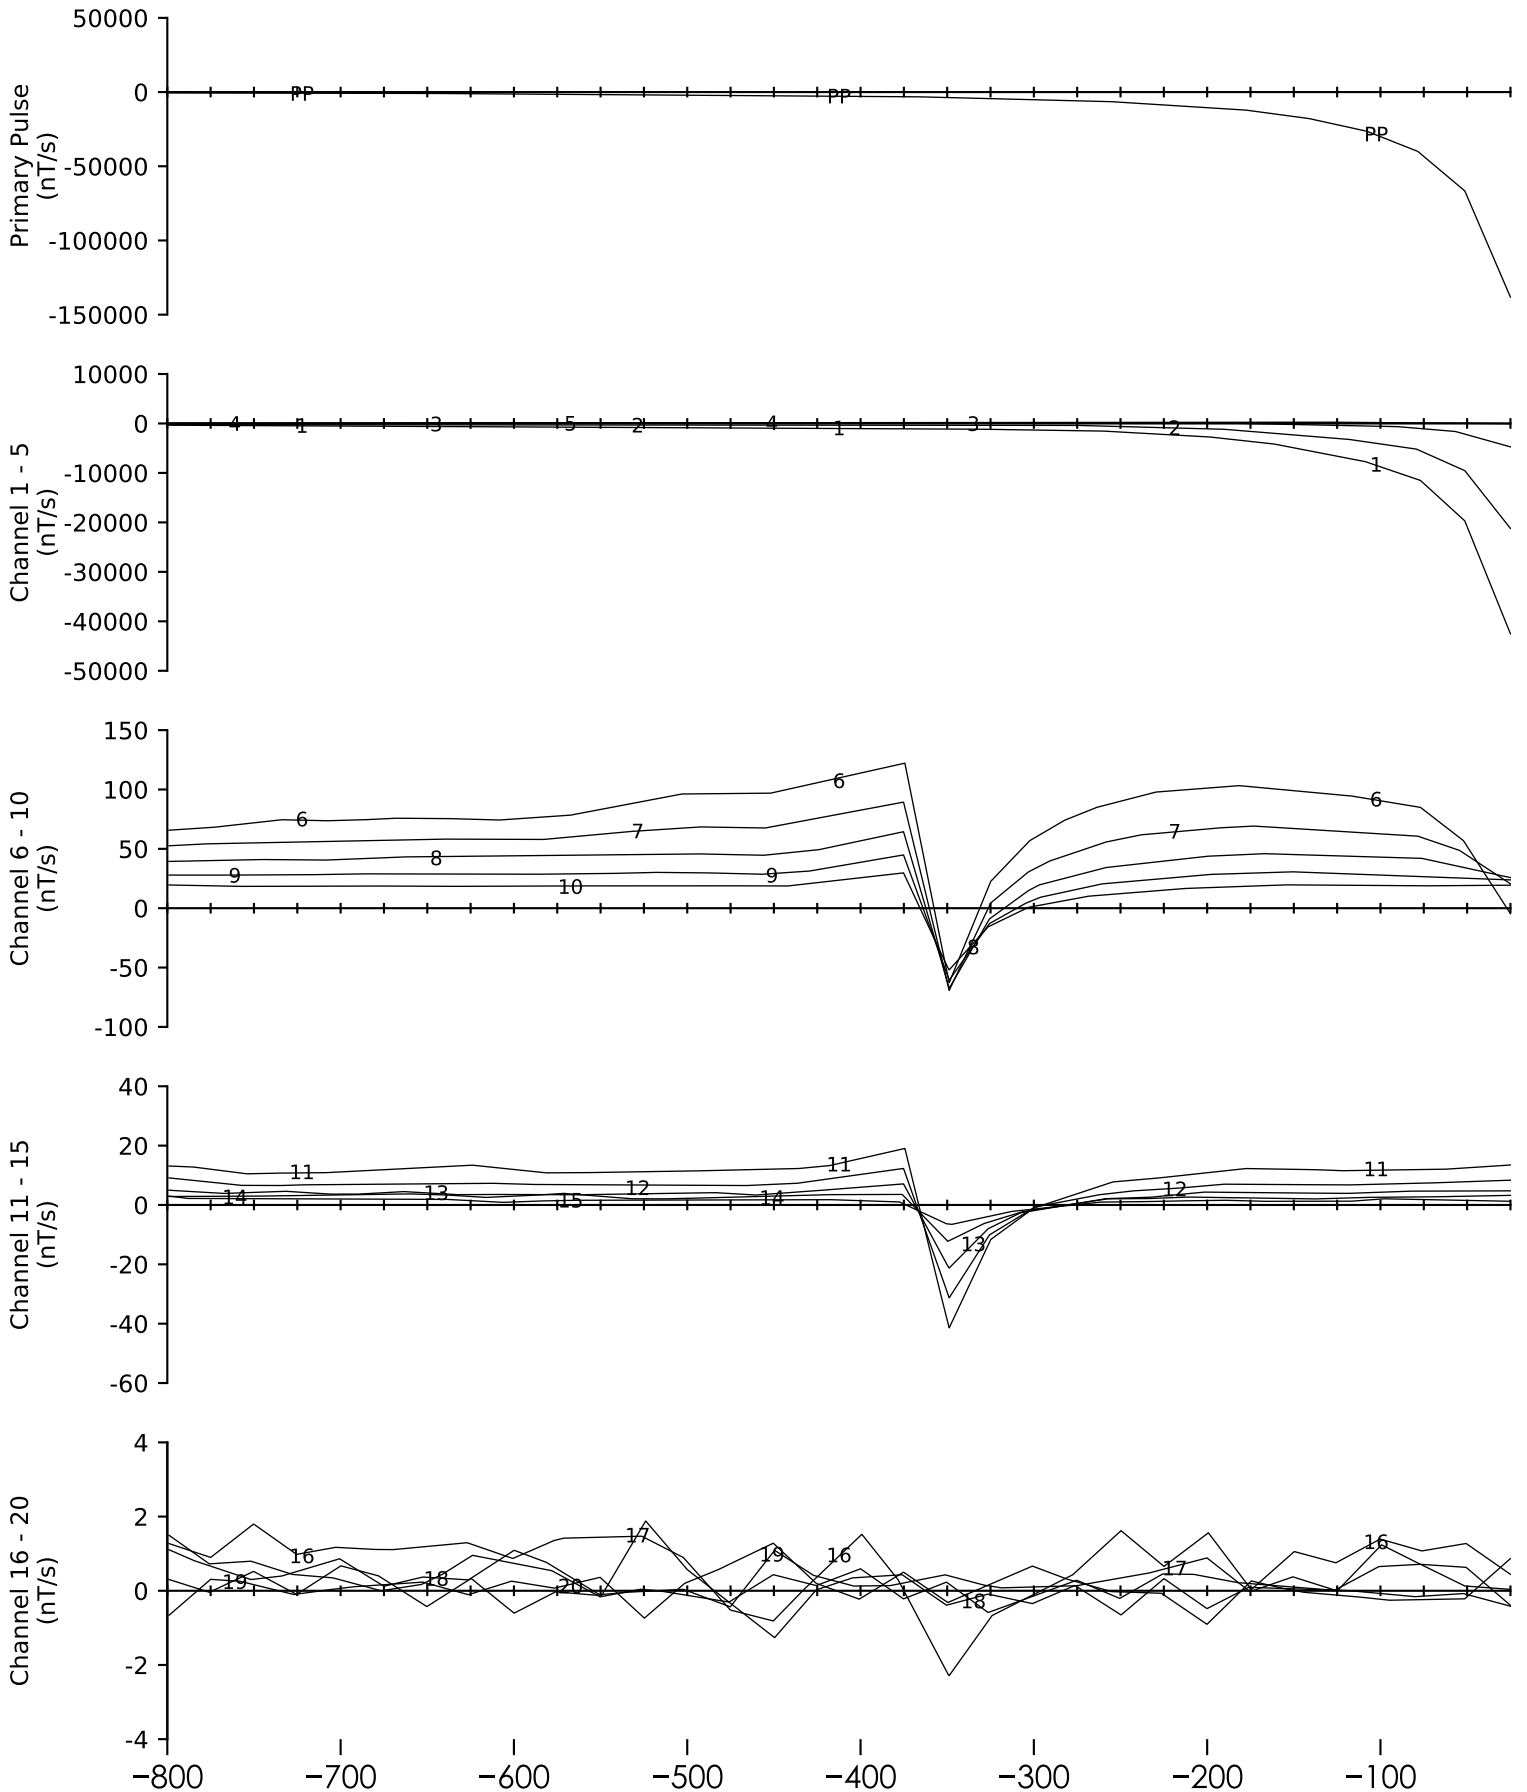 50000
0
-50000
-100000
-150000
Primary Pulse
(nT/s)
PP PP PP
10000
0
-10000
-20000
-30000
-40000
-50000
Channel 1 - 5
(nT/s)
4 1 3 5 2 4 1 3 2 1
150
100
50
0
-50
-100
Channel 6 - 10
(nT/s)
9 6 8 10 7 9 6 8 7 6
40
20
0
-20
-40
-60
Channel 11 - 15
(nT/s)
14 11 13 15 12 14 11 13 12 11
4
2
0
-2
-4
Channel 16 - 20
(nT/s)
19 16 18 20 17 19 16 18 17 16
−800 −700 −600 −500 −400 −300 −200 −100